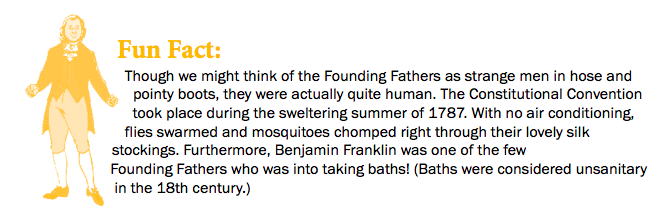 Fun Fact:
Though we might think of the Founding Fathers as strange men in hose and
pointy boots, they were actually quite human. The Constitutional Convention
took place during the sweltering summer of 1787. With no air conditioning,
flies swarmed and mosquitoes chomped right through their lovely silk
stockings. Furthermore, Benjamin Franklin was one of the few
Founding Fathers who was into taking baths! (Baths were considered unsanitary
in the 18th century.)